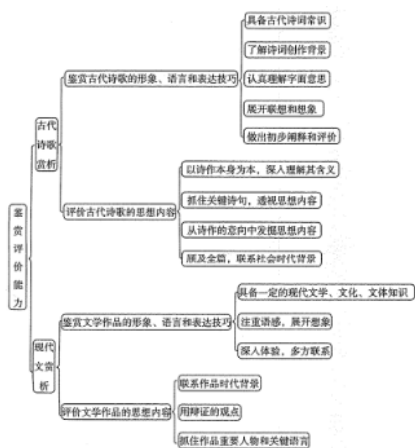 鉴赏评价能力
古代诗歌赏析
鉴赏古代诗歌的形象、语言和表达技巧
具备古代诗词常识
了解诗词创作背景
认真理解字面意思
展开联想和想象
做出初步阐释和评价
评价古代诗歌的思想内容
以诗作本身为本，深入理解其含义
抓住关键诗句，透视思想内容
从诗作的意向中发掘思想内容
顾及全篇，联系社会时代背景
现代文赏析
鉴赏文学作品的形象、语言和表达技巧
具备一定的现代文学、文化、文体知识
注重语感，展开想象
深入体验，多方联系
评价文学作品的思想内容
联系作品时代背景
用辩证的观点
抓住作品重要人物和关键语言